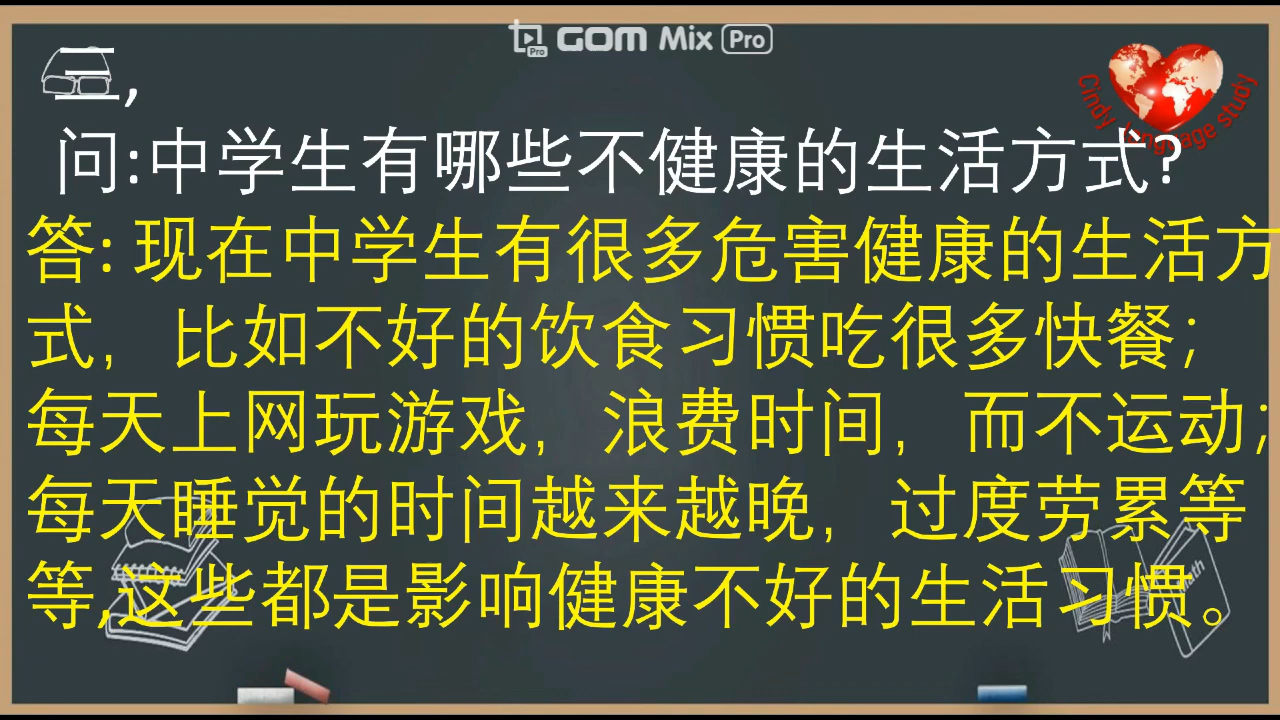 GOM Mix Pro
Pro
三,
Cindy language study
问:中学生有哪些不健康的生活方式?
答: 现在中学生有很多危害健康的生活方
式，比如不好的饮食习惯吃很多快餐；
每天上网玩游戏，浪费时间，而不运动；
每天睡觉的时间越来越晚，过度劳累等
等,这些都是影响健康不好的生活习惯。
math